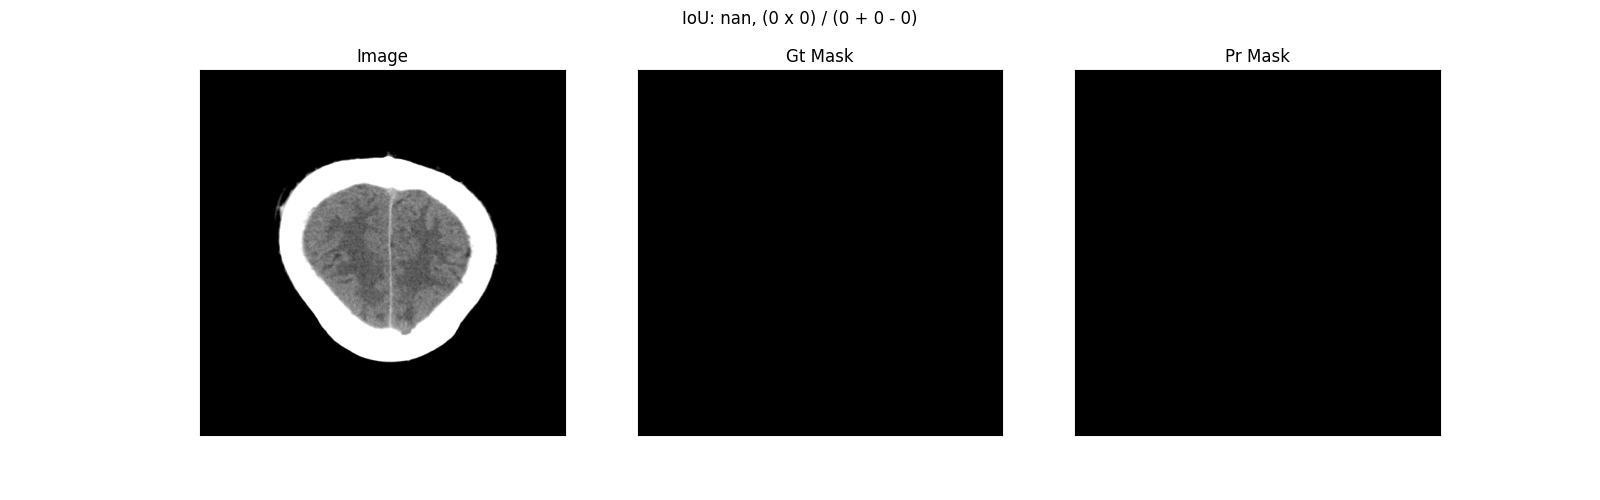 IoU: nan, (0 x 0) / (0 + 0 - 0)
Image
Gt Mask
Pr Mask